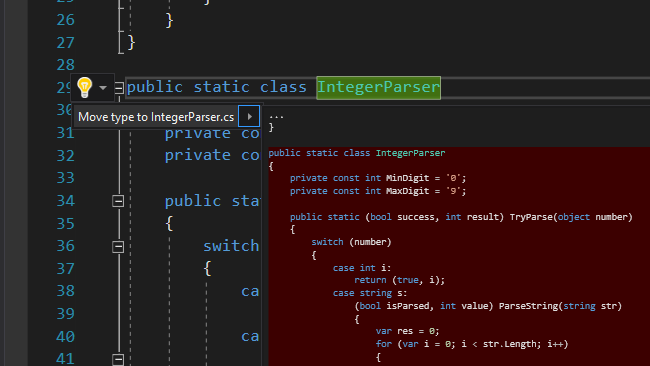 25
}
26 }
27 }
28
29 public static class IntegerParser
30
Move type to IntegerParser.cs
31 private co
32 private co
33
34 public sta
35 {
36 switch
37 {
38 ca
39
40 ca
41
...
}
public static class IntegerParser
{
private const int MinDigit = '0';
private const int MaxDigit = '9';
public static (bool success, int result) TryParse(object number)
{
switch (number)
{
case int i:
return (true, i);
case string s:
(bool isParsed, int value) ParseString(string str)
{
var res = 0;
for (var i = 0; i < str.Length; i++)
{